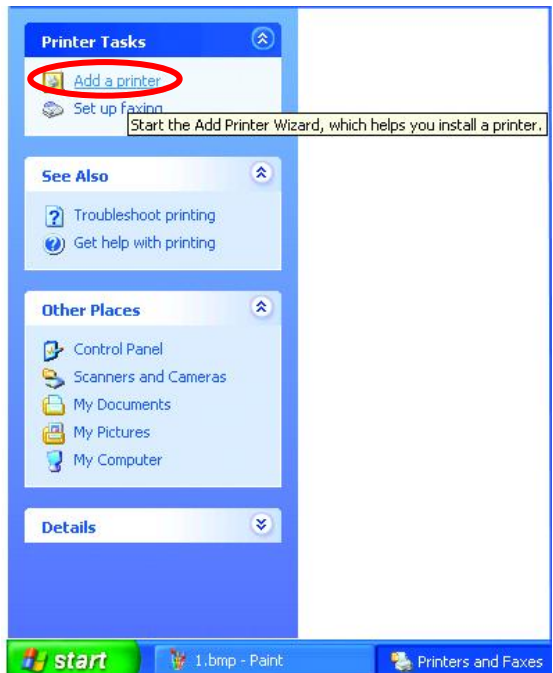 Printer Tasks
Add a printer
Set up faxing
Start the Add Printer Wizard, which helps you install a printer.
See Also
Troubleshoot printing
Get help with printing
Other Places
Control Panel
Scanners and Cameras
My Documents
My Pictures
My Computer
Details
start
1.bmp - Paint
Printers and Faxes